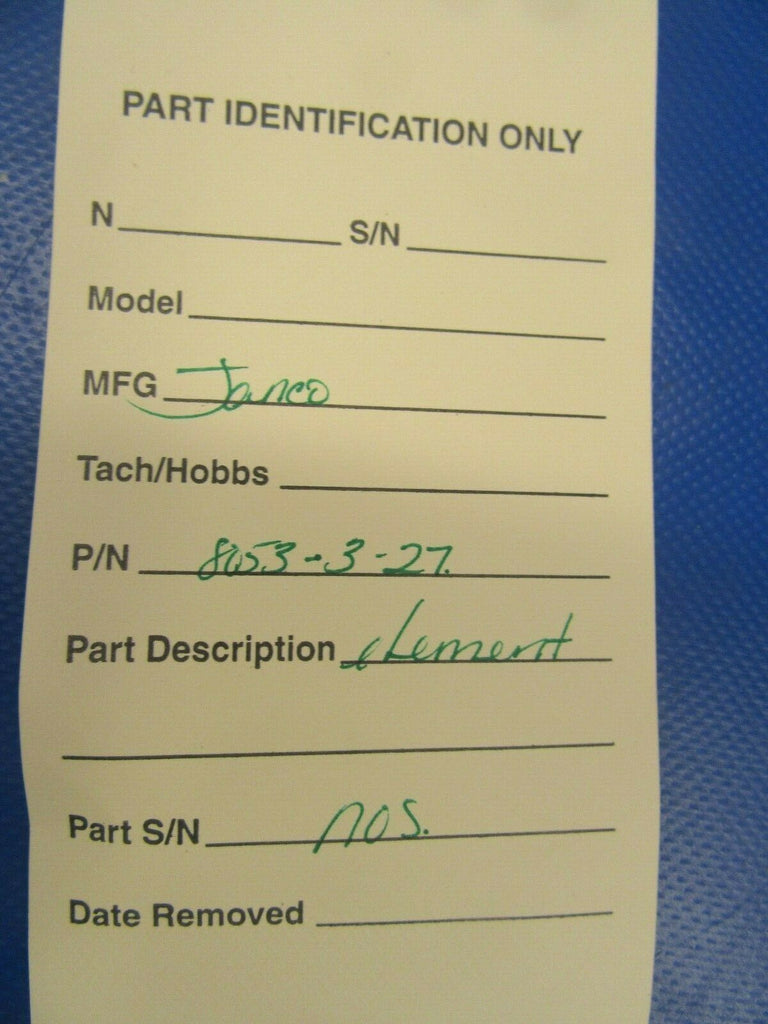 PART IDENTIFICATION ONLY
N S/N
Model
MFG Janco
Tach/Hobbs
P/N 8053-3-27.
Part Description element
Part S/N nos.
Date Removed